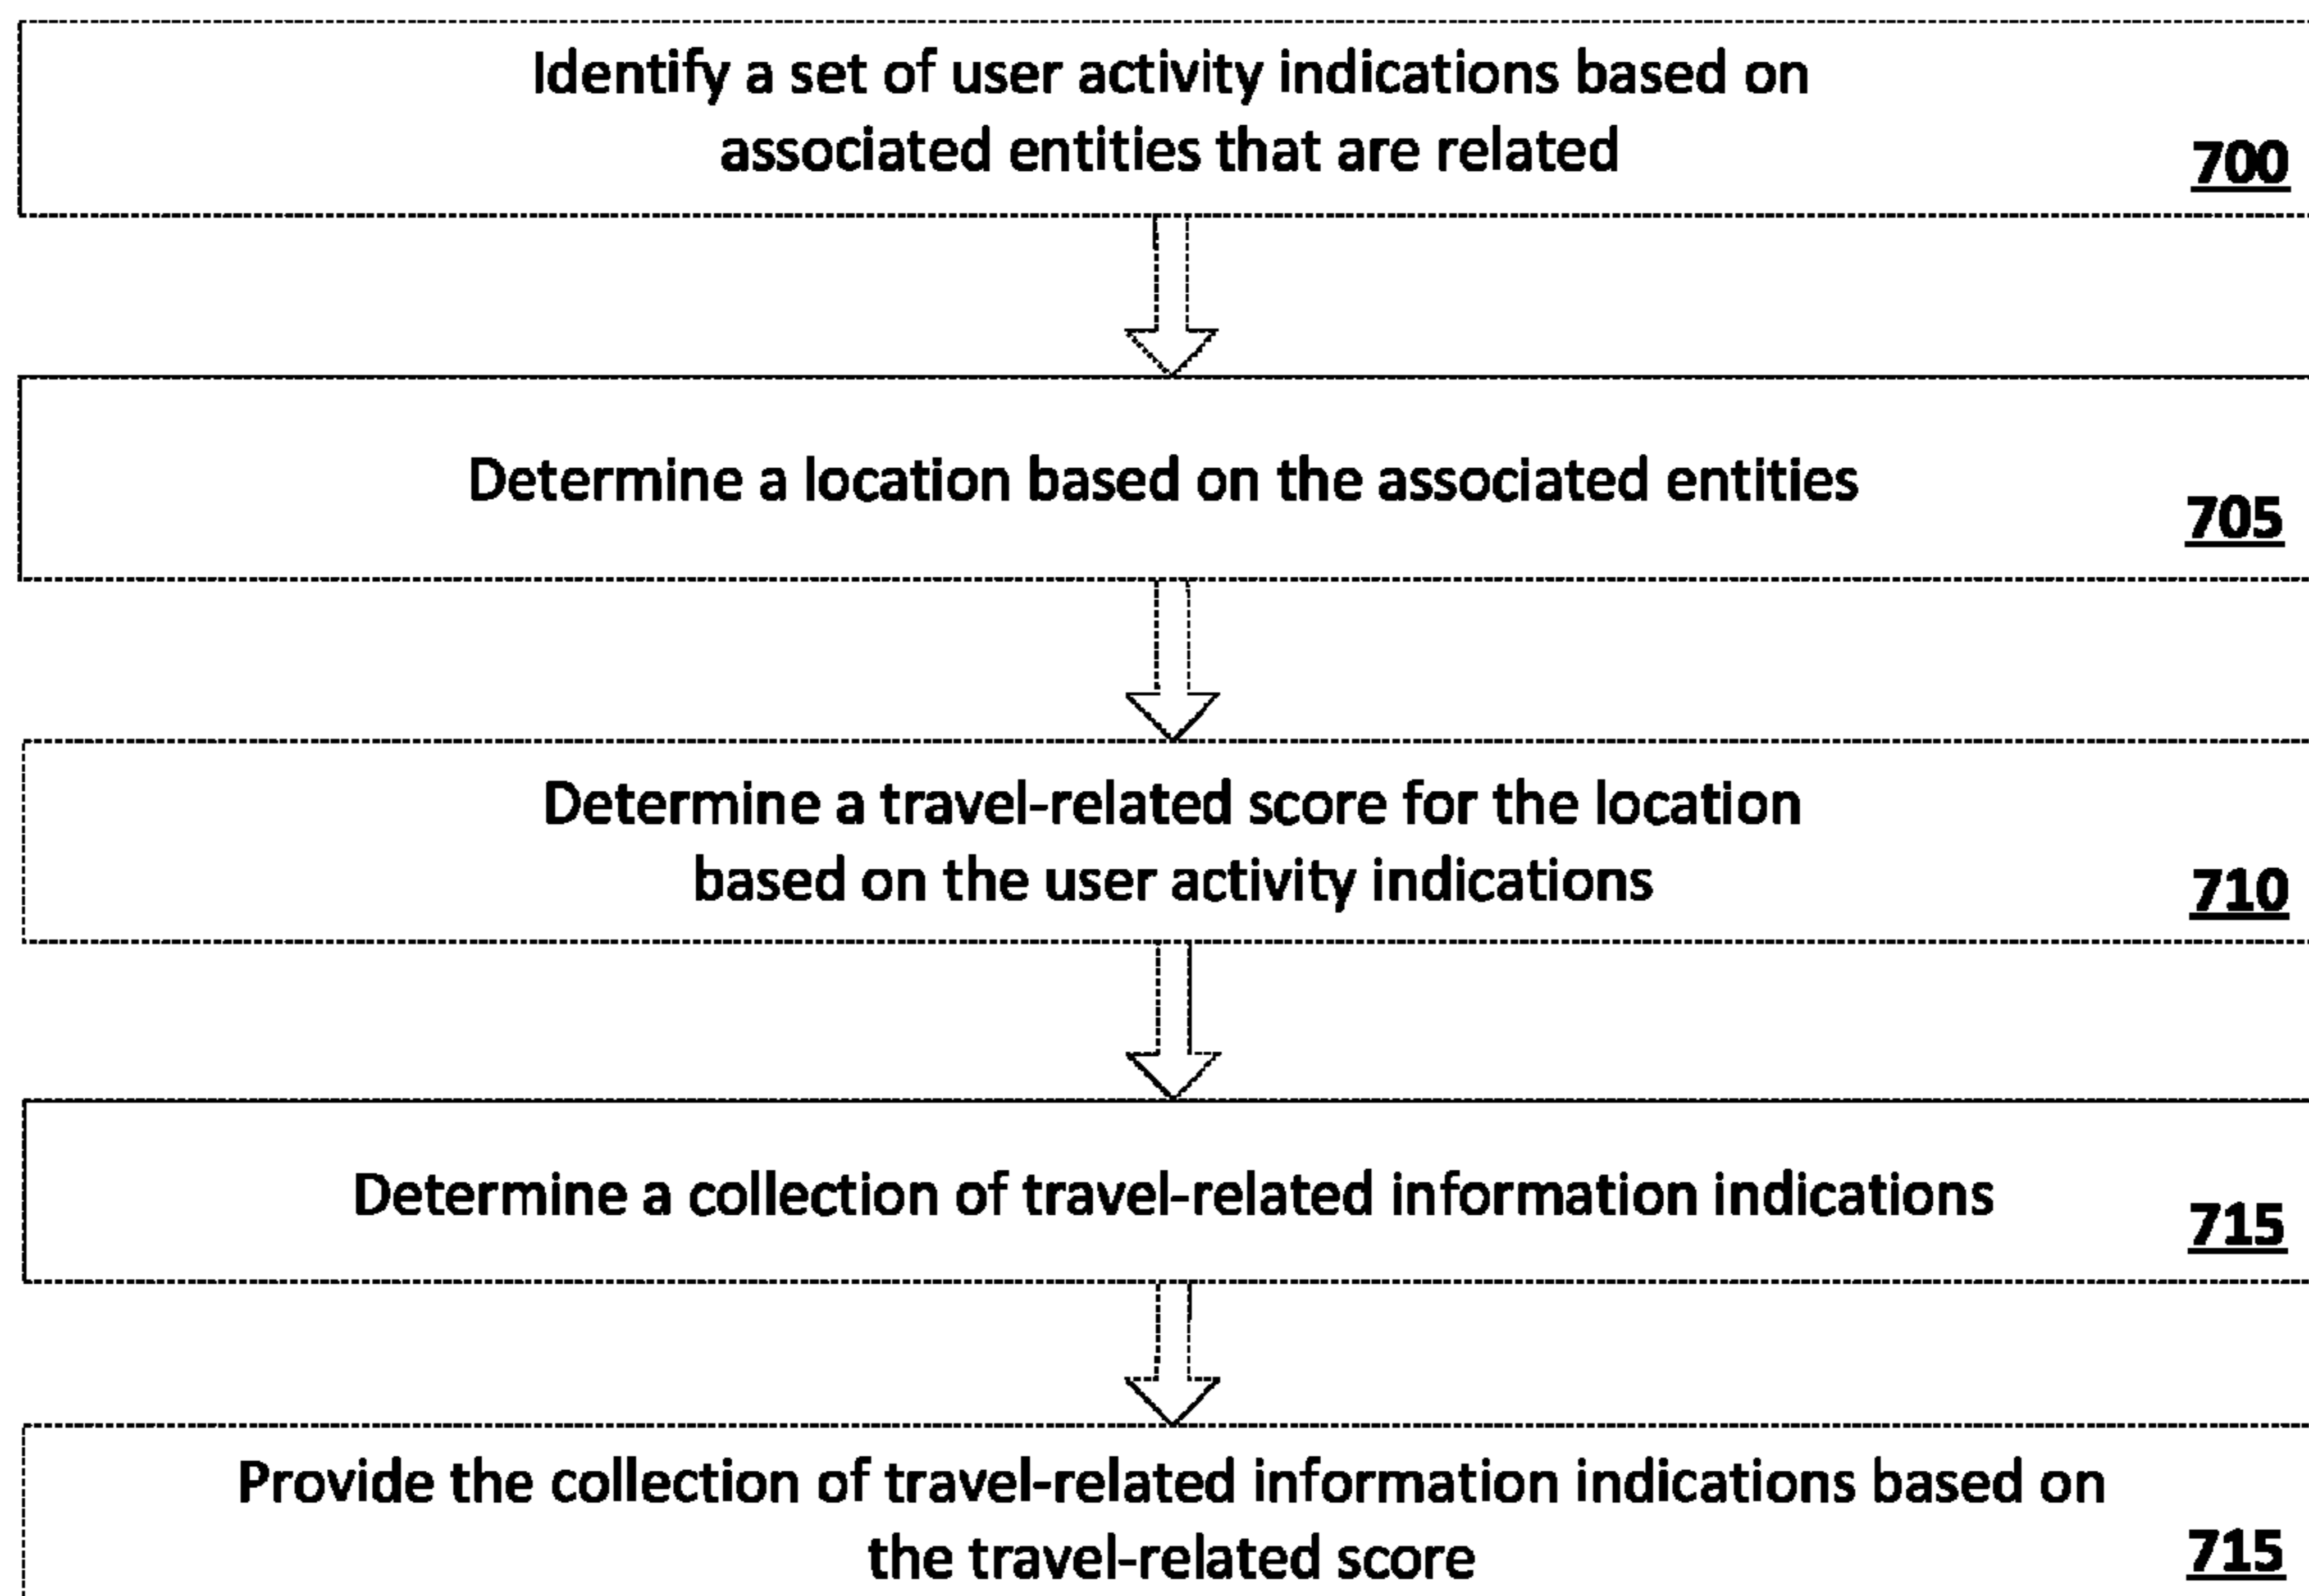 Identify a set of user activity indications based on
associated entities that are related
700
Determine a location based on the associated entities
705
Determine a travel-related score for the location
based on the user activity indications
710
Determine a collection of travel-related information indications
715
Provide the collection of travel-related information indications based on
the travel-related score
715